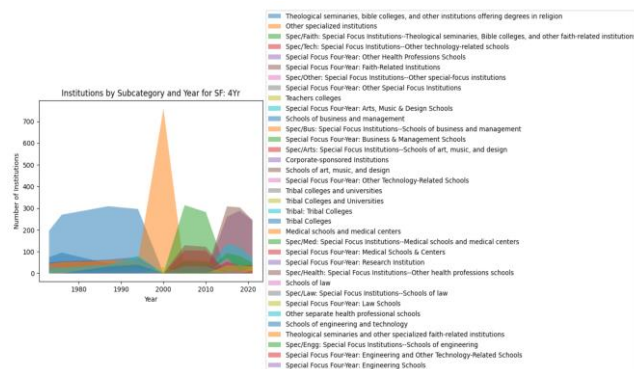 Institutions by Subcategory and Year for SF: 4Yr
Number of Institutions
700
600
500
400
300
200
100
0
1980
1990
2000
2010
2020
Year
Theological seminaries, bible colleges, and other institutions offering degrees in religion
Other specialized institutions
Spec/Faith: Special Focus Institutions--Theological seminaries, Bible colleges, and other faith-related institutions
Spec/Tech: Special Focus Institutions--Other technology-related schools
Special Focus Four-Year: Other Health Professions Schools
Special Focus Four-Year: Faith-Related Institutions
Spec/Other: Special Focus Institutions--Other special-focus institutions
Special Focus Four-Year: Other Special Focus Institutions
Teachers colleges
Special Focus Four-Year: Arts, Music & Design Schools
Schools of business and management
Spec/Bus: Special Focus Institutions--Schools of business and management
Special Focus Four-Year: Business & Management Schools
Spec/Arts: Special Focus Institutions--Schools of art, music, and design
Corporate-sponsored institutions
Schools of art, music, and design
Special Focus Four-Year: Other Technology-Related Schools
Tribal colleges and universities
Tribal Colleges and Universities
Tribal: Tribal Colleges
Tribal Colleges
Medical schools and medical centers
Spec/Med: Special Focus Institutions--Medical schools and medical centers
Special Focus Four-Year: Medical Schools & Centers
Special Focus Four-Year: Research Institution
Spec/Health: Special Focus Institutions--Other health professions schools
Schools of law
Spec/Law: Special Focus Institutions--Schools of law
Special Focus Four-Year: Law Schools
Other separate health professional schools
Schools of engineering and technology
Theological seminaries and other specialized faith-related institutions
Spec/Engg: Special Focus Institutions--Schools of engineering
Special Focus Four-Year: Engineering and Other Technology-Related Schools
Special Focus Four-Year: Engineering Schools